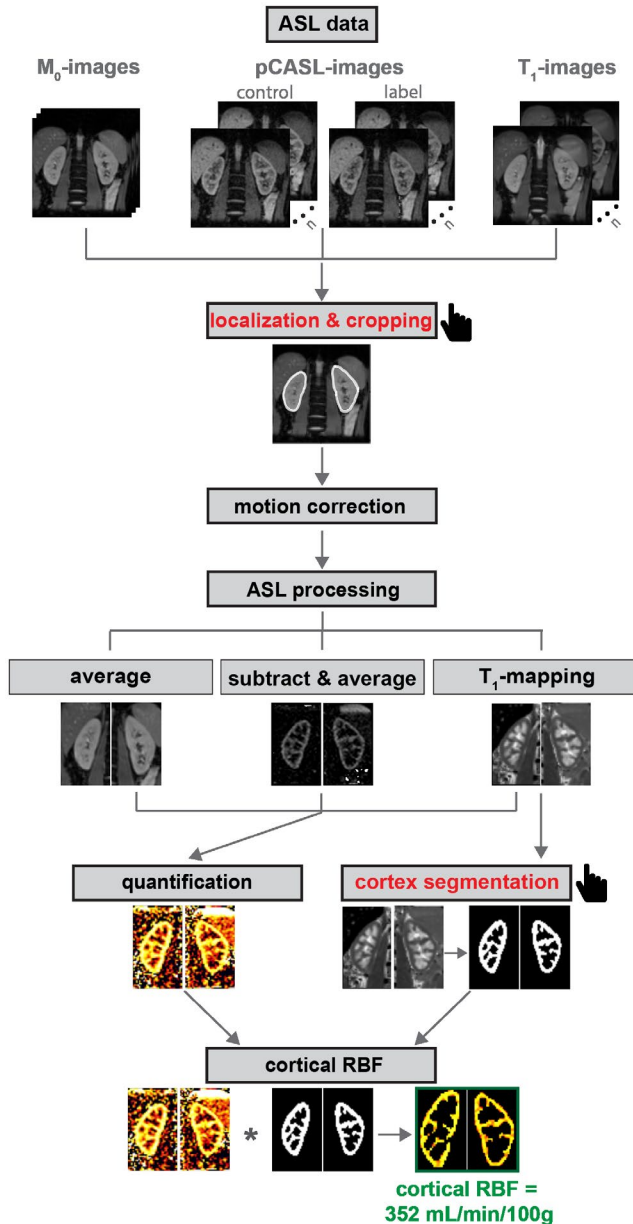 ASL data
M₀-images
pCASL-images
T₁-images
control
label
n
n
n
localization & cropping
motion correction
ASL processing
average
subtract & average
T₁-mapping
quantification
cortex segmentation
cortical RBF
*
cortical RBF =
352 mL/min/100g